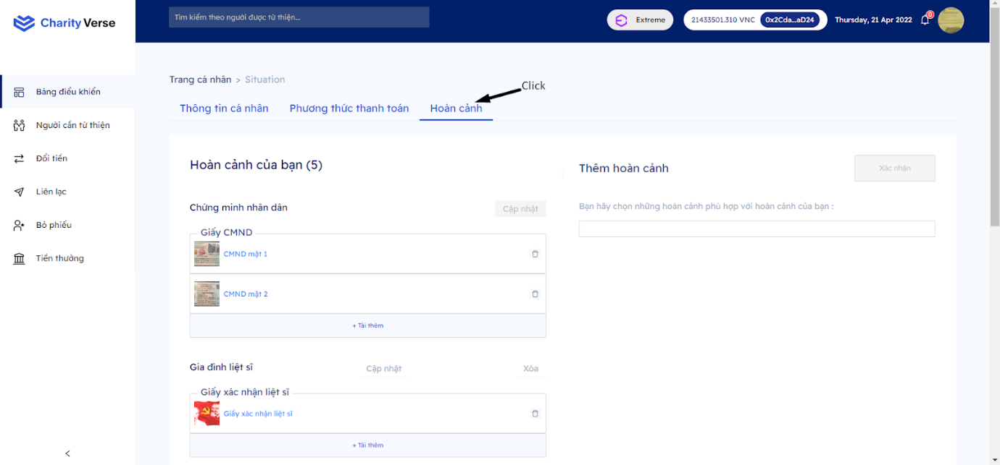 Charity Verse
Tìm kiếm theo người được từ thiện...
Extreme
21433501.310 VNC
0x2Cda...aD24
Thursday, 21 Apr 2022
0
Bảng điều khiển
Người cần từ thiện
Đổi tiền
Liên lạc
Bỏ phiếu
Tiền thưởng
Trang cá nhân > Situation
Click
Thông tin cá nhân
Phương thức thanh toán
Hoàn cảnh
Hoàn cảnh của bạn (5)
Chứng minh nhân dân
Cập nhật
Giấy CMND
CMND mặt 1
CMND mặt 2
+ Tải thêm
Gia đình liệt sĩ
Cập nhật
Xóa
Giấy xác nhận liệt sĩ
Giấy xác nhận liệt sĩ
+ Tải thêm
Thêm hoàn cảnh
Xác nhận
Bạn hãy chọn những hoàn cảnh phù hợp với hoàn cảnh của bạn :